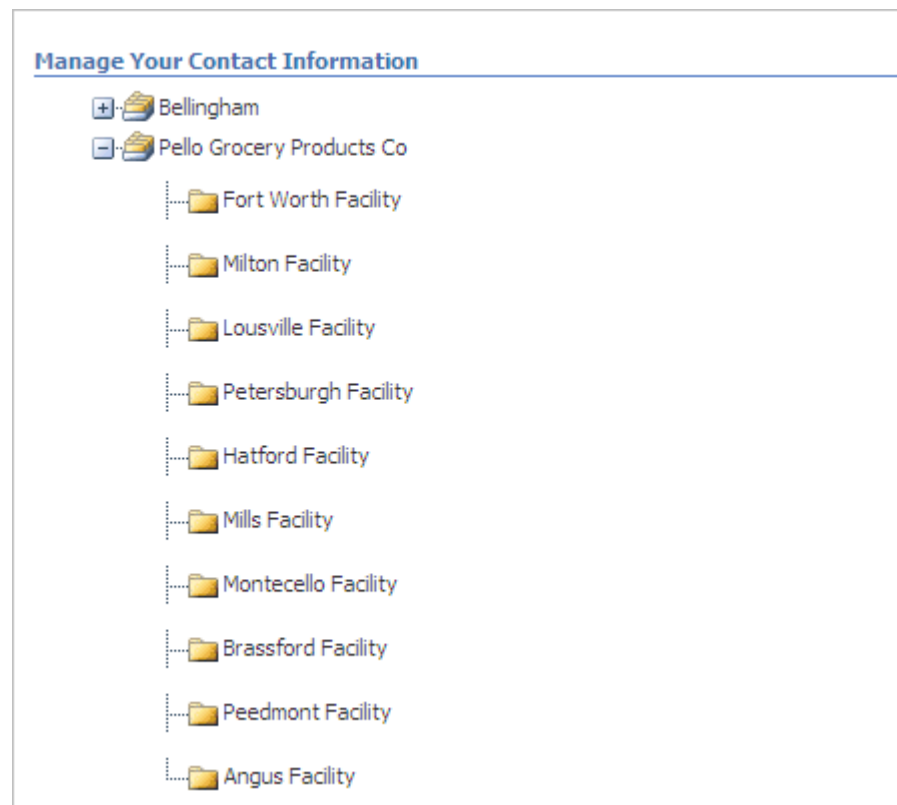 Manage Your Contact Information
Bellingham
Pello Grocery Products Co
Fort Worth Facility
Milton Facility
Lousville Facility
Petersburgh Facility
Hatford Facility
Mills Facility
Montecello Facility
Brassford Facility
Peedmont Facility
Angus Facility